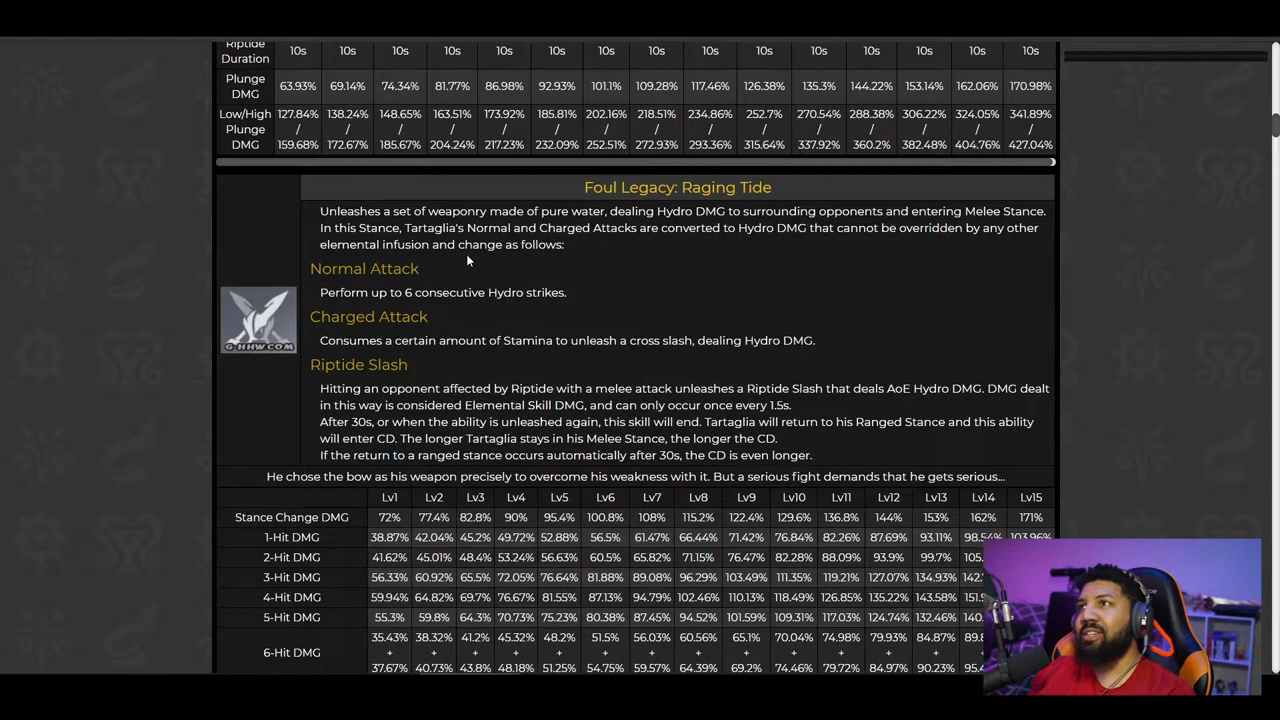 Riptide Duration 10s 10s 10s 10s 10s 10s 10s 10s 10s 10s 10s 10s 10s 10s 10s
Plunge DMG 63.93% 69.14% 74.34% 81.77% 86.98% 92.93% 101.1% 109.28% 117.46% 126.38% 135.3% 144.22% 153.14% 162.06% 170.98%
Low/High 127.84% 138.24% 148.65% 163.51% 173.92% 185.81% 202.16% 218.51% 234.86% 252.7% 270.54% 288.38% 306.22% 324.05% 341.89%
Plunge / / / / / / / / / / / / / / /
DMG 159.68% 172.67% 185.67% 204.24% 217.23% 232.09% 252.51% 272.93% 293.36% 315.64% 337.92% 360.2% 382.48% 404.76% 427.04%
Foul Legacy: Raging Tide
Unleashes a set of weaponry made of pure water, dealing Hydro DMG to surrounding opponents and entering Melee Stance.
In this Stance, Tartaglia's Normal and Charged Attacks are converted to Hydro DMG that cannot be overridden by any other
elemental infusion and change as follows:
Normal Attack
Perform up to 6 consecutive Hydro strikes.
Charged Attack
Consumes a certain amount of Stamina to unleash a cross slash, dealing Hydro DMG.
G-HHW.COM
Riptide Slash
Hitting an opponent affected by Riptide with a melee attack unleashes a Riptide Slash that deals AoE Hydro DMG. DMG dealt
in this way is considered Elemental Skill DMG, and can only occur once every 1.5s.
After 30s, or when the ability is unleashed again, this skill will end. Tartaglia will return to his Ranged Stance and this ability
will enter CD. The longer Tartaglia stays in his Melee Stance, the longer the CD.
If the return to a ranged stance occurs automatically after 30s, the CD is even longer.
He chose the bow as his weapon precisely to overcome his weakness with it. But a serious fight demands that he gets serious...
Lv1 Lv2 Lv3 Lv4 Lv5 Lv6 Lv7 Lv8 Lv9 Lv10 Lv11 Lv12 Lv13 Lv14 Lv15
Stance Change DMG 72% 77.4% 82.8% 90% 95.4% 100.8% 108% 115.2% 122.4% 129.6% 136.8% 144% 153% 162% 171%
1-Hit DMG 38.87% 42.04% 45.2% 49.72% 52.88% 56.5% 61.47% 66.44% 71.42% 76.84% 82.26% 87.69% 93.11% 98.54% 103.96%
2-Hit DMG 41.62% 45.01% 48.4% 53.24% 56.63% 60.5% 65.82% 71.15% 76.47% 82.28% 88.09% 93.9% 99.7% 105.
3-Hit DMG 56.33% 60.92% 65.5% 72.05% 76.64% 81.88% 89.08% 96.29% 103.49% 111.35% 119.21% 127.07% 134.93% 142.
4-Hit DMG 59.94% 64.82% 69.7% 76.67% 81.55% 87.13% 94.79% 102.46% 110.13% 118.49% 126.85% 135.22% 143.58% 151.9
5-Hit DMG 55.3% 59.8% 64.3% 70.73% 75.23% 80.38% 87.45% 94.52% 101.59% 109.31% 117.03% 124.74% 132.46% 140.
35.43% 38.32% 41.2% 45.32% 48.2% 51.5% 56.03% 60.56% 65.1% 70.04% 74.98% 79.93% 84.87% 89.8
6-Hit DMG + + + + + + + + + + + + +
37.67% 40.73% 43.8% 48.18% 51.25% 54.75% 59.57% 64.39% 69.2% 74.46% 79.72% 84.97% 90.23% 95.4